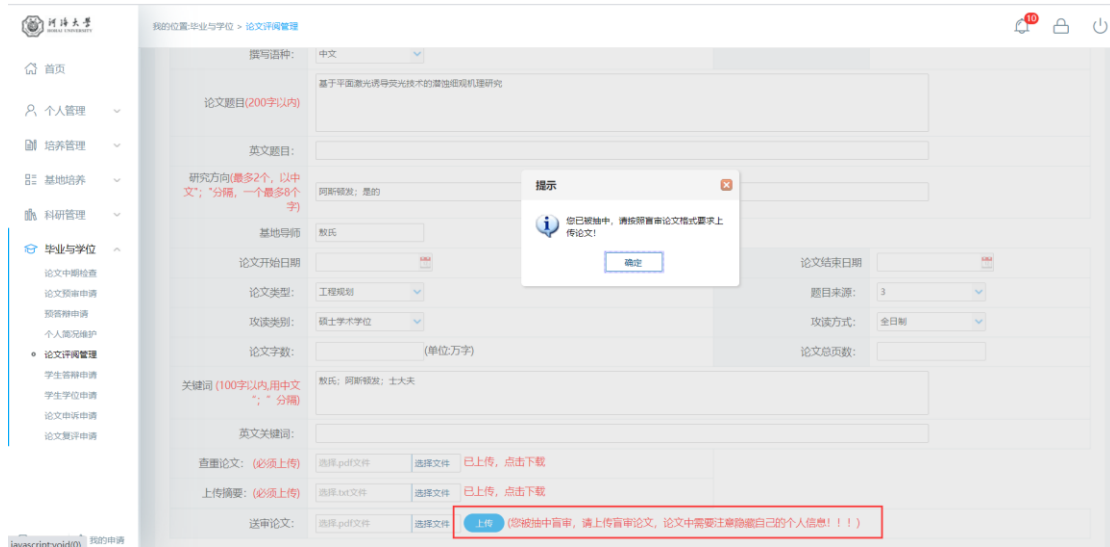 河海大学
HOHAI UNIVERSITY
我的位置:毕业与学位 > 论文评阅管理
10
首页
个人管理
培养管理
基地培养
科研管理
毕业与学位
论文中期检查
论文预审申请
预答辩申请
个人简况维护
论文评阅管理
学生答辩申请
学生学位申请
论文申诉申请
论文复评申请
我的申请
javascript:void(0)
撰写语种: 中文
论文题目(200字以内) 基于平面激光诱导荧光技术的潜蚀细观机理研究
英文题目:
研究方向(最多2个，以中
文"；"分隔，一个最多8个
字) 阿斯顿发；是的
基地导师 敖氏
论文开始日期 论文结束日期
论文类型: 工程规划 题目来源: 3
攻读类别: 硕士学术学位 攻读方式: 全日制
论文字数: (单位:万字) 论文总页数:
关键词 (100字以内,用中文
"；" 分隔) 敖氏；阿斯顿发；士大夫
英文关键词:
查重论文: (必须上传) 选择.pdf文件 选择文件 已上传，点击下载
上传摘要: (必须上传) 选择.txt文件 选择文件 已上传，点击下载
送审论文: 选择.pdf文件 选择文件 上传 (您被抽中盲审，请上传盲审论文，论文中需要注意隐藏自己的个人信息！！！)
提示
您已被抽中，请按照盲审论文格式要求上
传论文！
确定